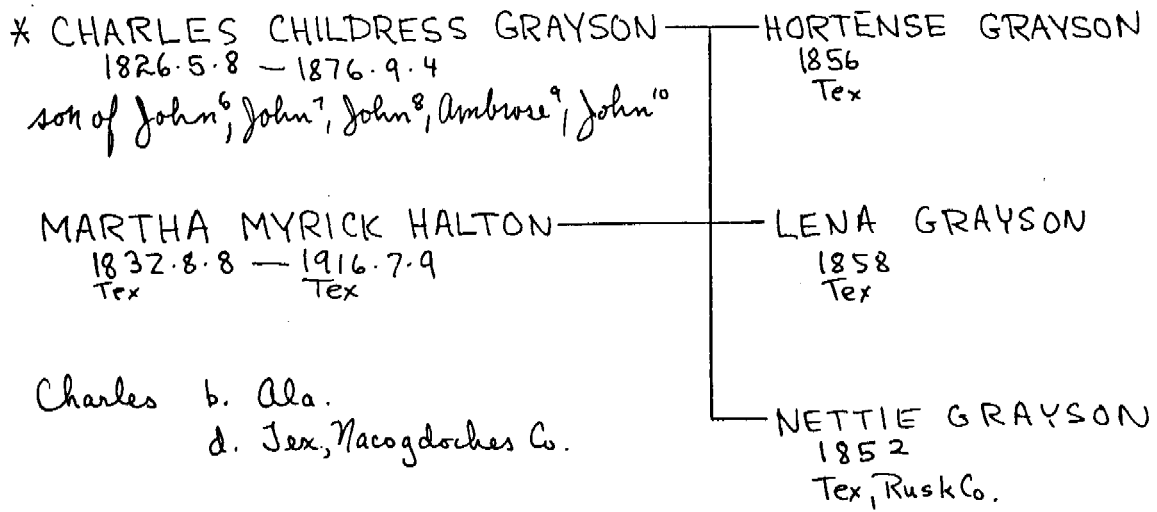 * CHARLES CHILDRESS GRAYSON
1826.5.8 — 1876.9.4
son of John⁶, John⁷, John⁸, Ambrose⁹, John¹⁰
MARTHA MYRICK HALTON
1832.8.8 — 1916.7.9
Tex Tex
Charles b. Ala.
d. Tex, Nacogdoches Co.
HORTENSE GRAYSON
1856
Tex
LENA GRAYSON
1858
Tex
NETTIE GRAYSON
1852
Tex, Rusk Co.